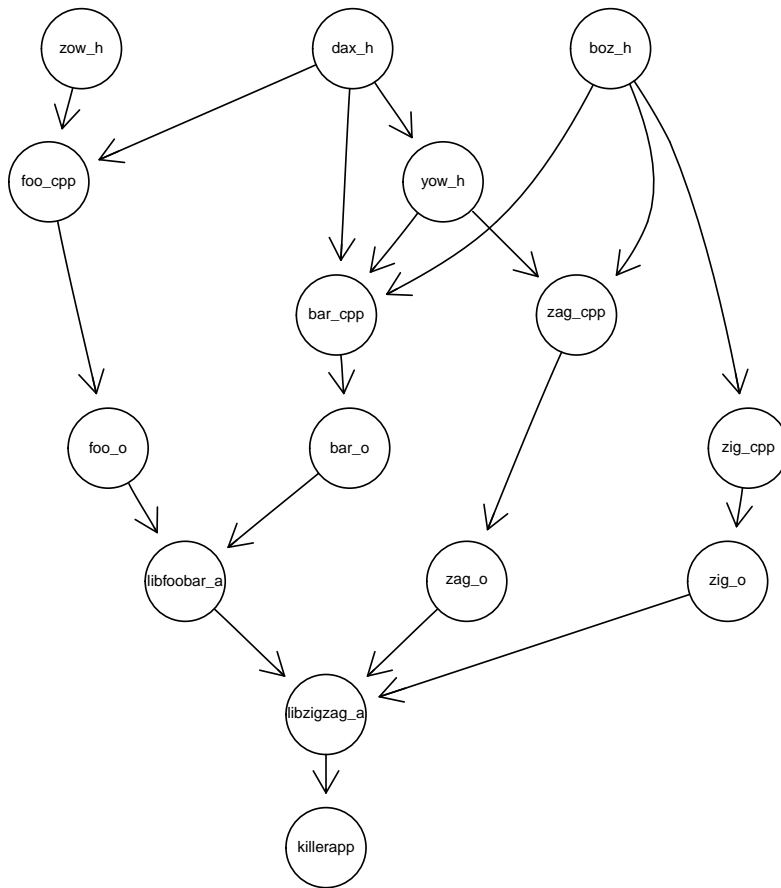 zow_h
dax_h
boz_h
foo_cpp
yow_h
bar_cpp
zag_cpp
foo_o
bar_o
zig_cpp
libfoobar_a
zag_o
zig_o
libzigzag_a
killerapp